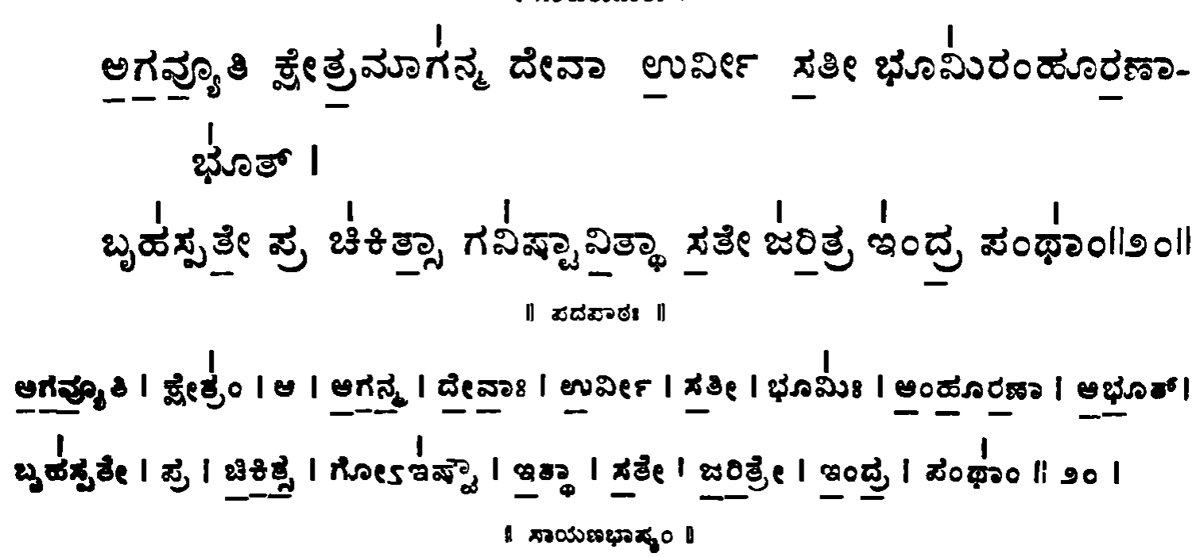 ಅಗವ್ಯೂತಿ ಕ್ಷೇತ್ರಮಾಗನ್ಮ ದೇವಾ ಉರ್ವೀ ಸತೀ ಭೂಮಿರಂಹೂರಣಾ-
ಭೂತ್ ।
ಬೃಹಸ್ಪತೇ ಪ್ರ ಚಿಕಿತ್ಸಾ ಗವಿಷ್ಟಾವಿತ್ಥಾ ಸತೇ ಜರಿತ್ರ ಇಂದ್ರ ಪಂಥಾಂ॥೨೦॥
॥ ಪದಪಾಠಃ ॥
ಅಗವ್ಯೂತಿ । ಕ್ಷೇತ್ರಂ । ಆ । ಅಗನ್ಮ । ದೇವಾಃ । ಉರ್ವೀ । ಸತೀ । ಭೂಮಿಃ । ಅಂಹೂರಣಾ । ಅಭೂತ್ ।
ಬೃಹಸ್ಪತೇ । ಪ್ರ । ಚಿಕಿತ್ಸ । ಗೋಽಇಷ್ಟೌ । ಇತ್ಥಾ । ಸತೇ । ಜರಿತ್ರೇ । ಇಂದ್ರ । ಪಂಥಾಂ ॥ ೨೦ ।
॥ ಸಾಯಣಭಾಷ್ಯಂ ॥